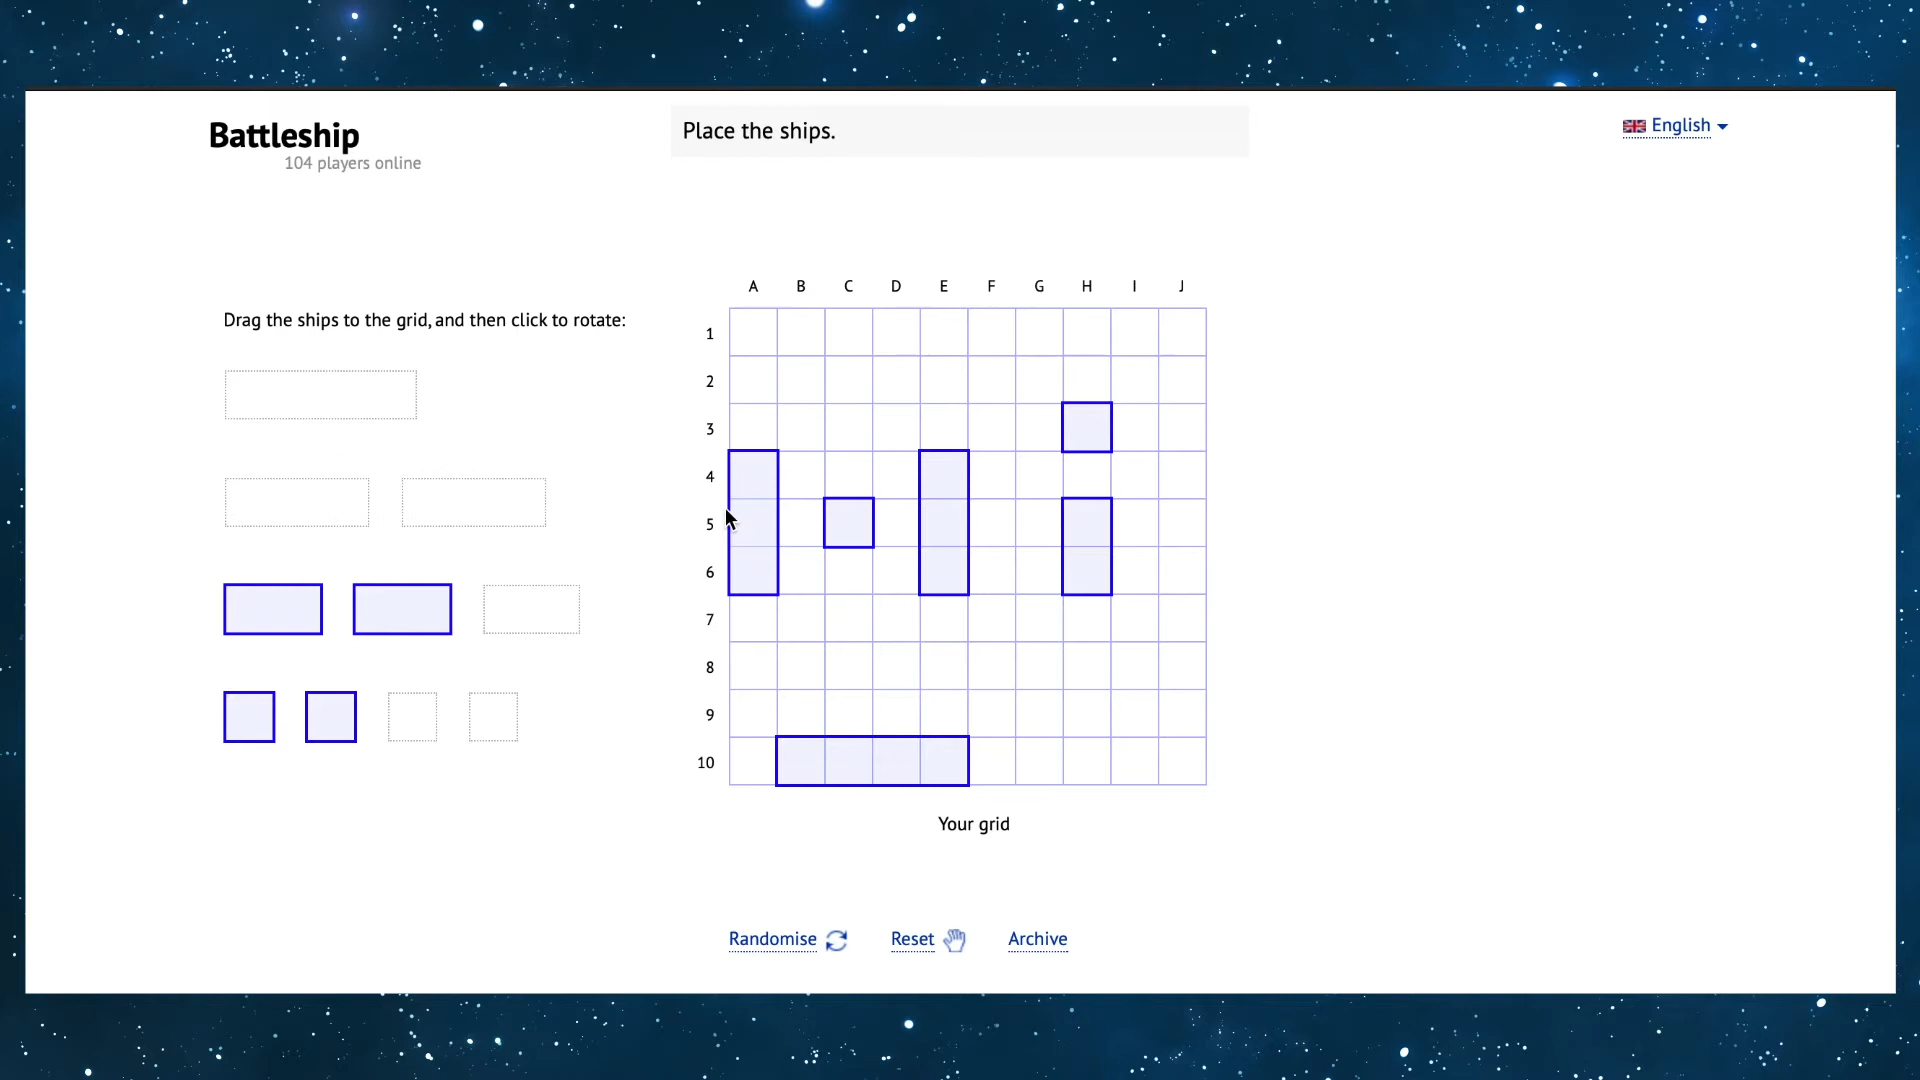 Battleship
104 players online
Place the ships.
English
Drag the ships to the grid, and then click to rotate:
A B C D E F G H I J
1
2
3
4
5
6
7
8
9
10
Your grid
Randomise Reset Archive